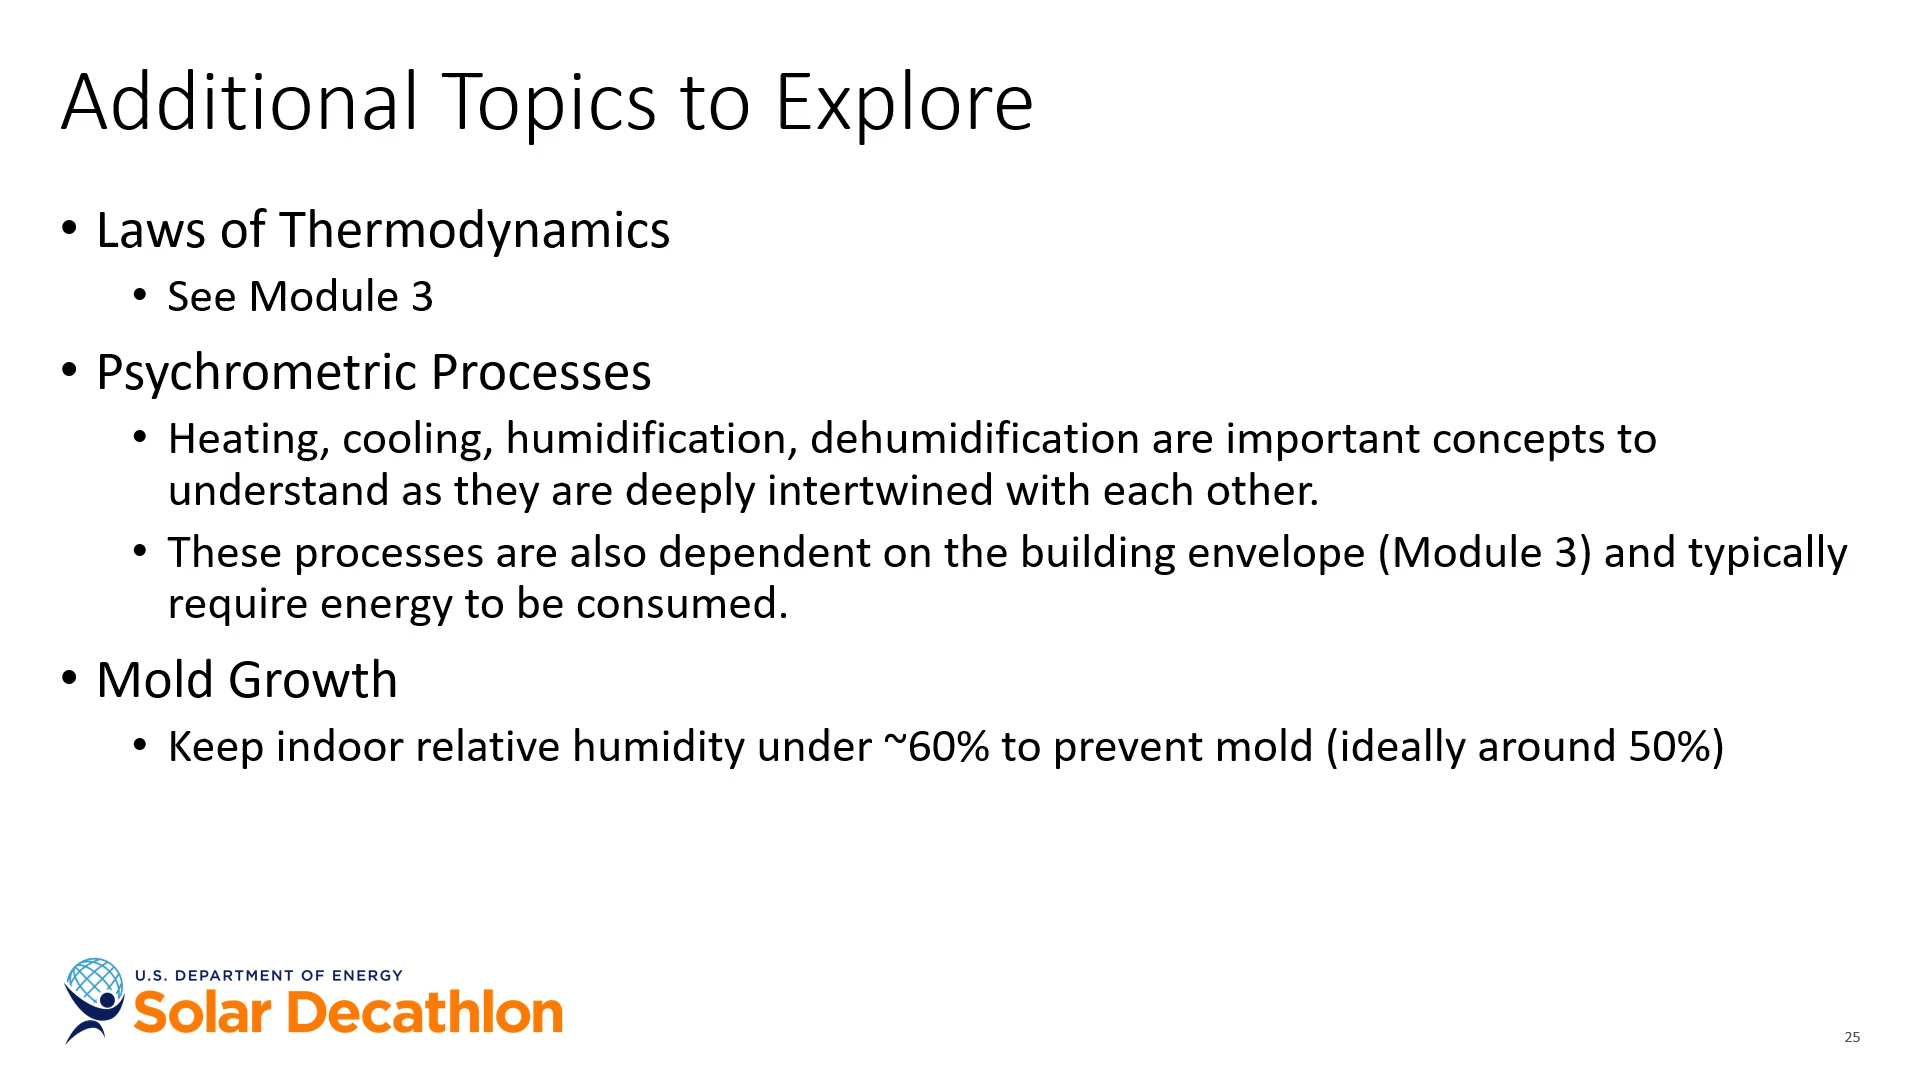 Additional Topics to Explore
• Laws of Thermodynamics
• See Module 3
• Psychrometric Processes
• Heating, cooling, humidification, dehumidification are important concepts to
understand as they are deeply intertwined with each other.
• These processes are also dependent on the building envelope (Module 3) and typically
require energy to be consumed.
• Mold Growth
• Keep indoor relative humidity under ~60% to prevent mold (ideally around 50%)
U.S. DEPARTMENT OF ENERGY
Solar Decathlon
25